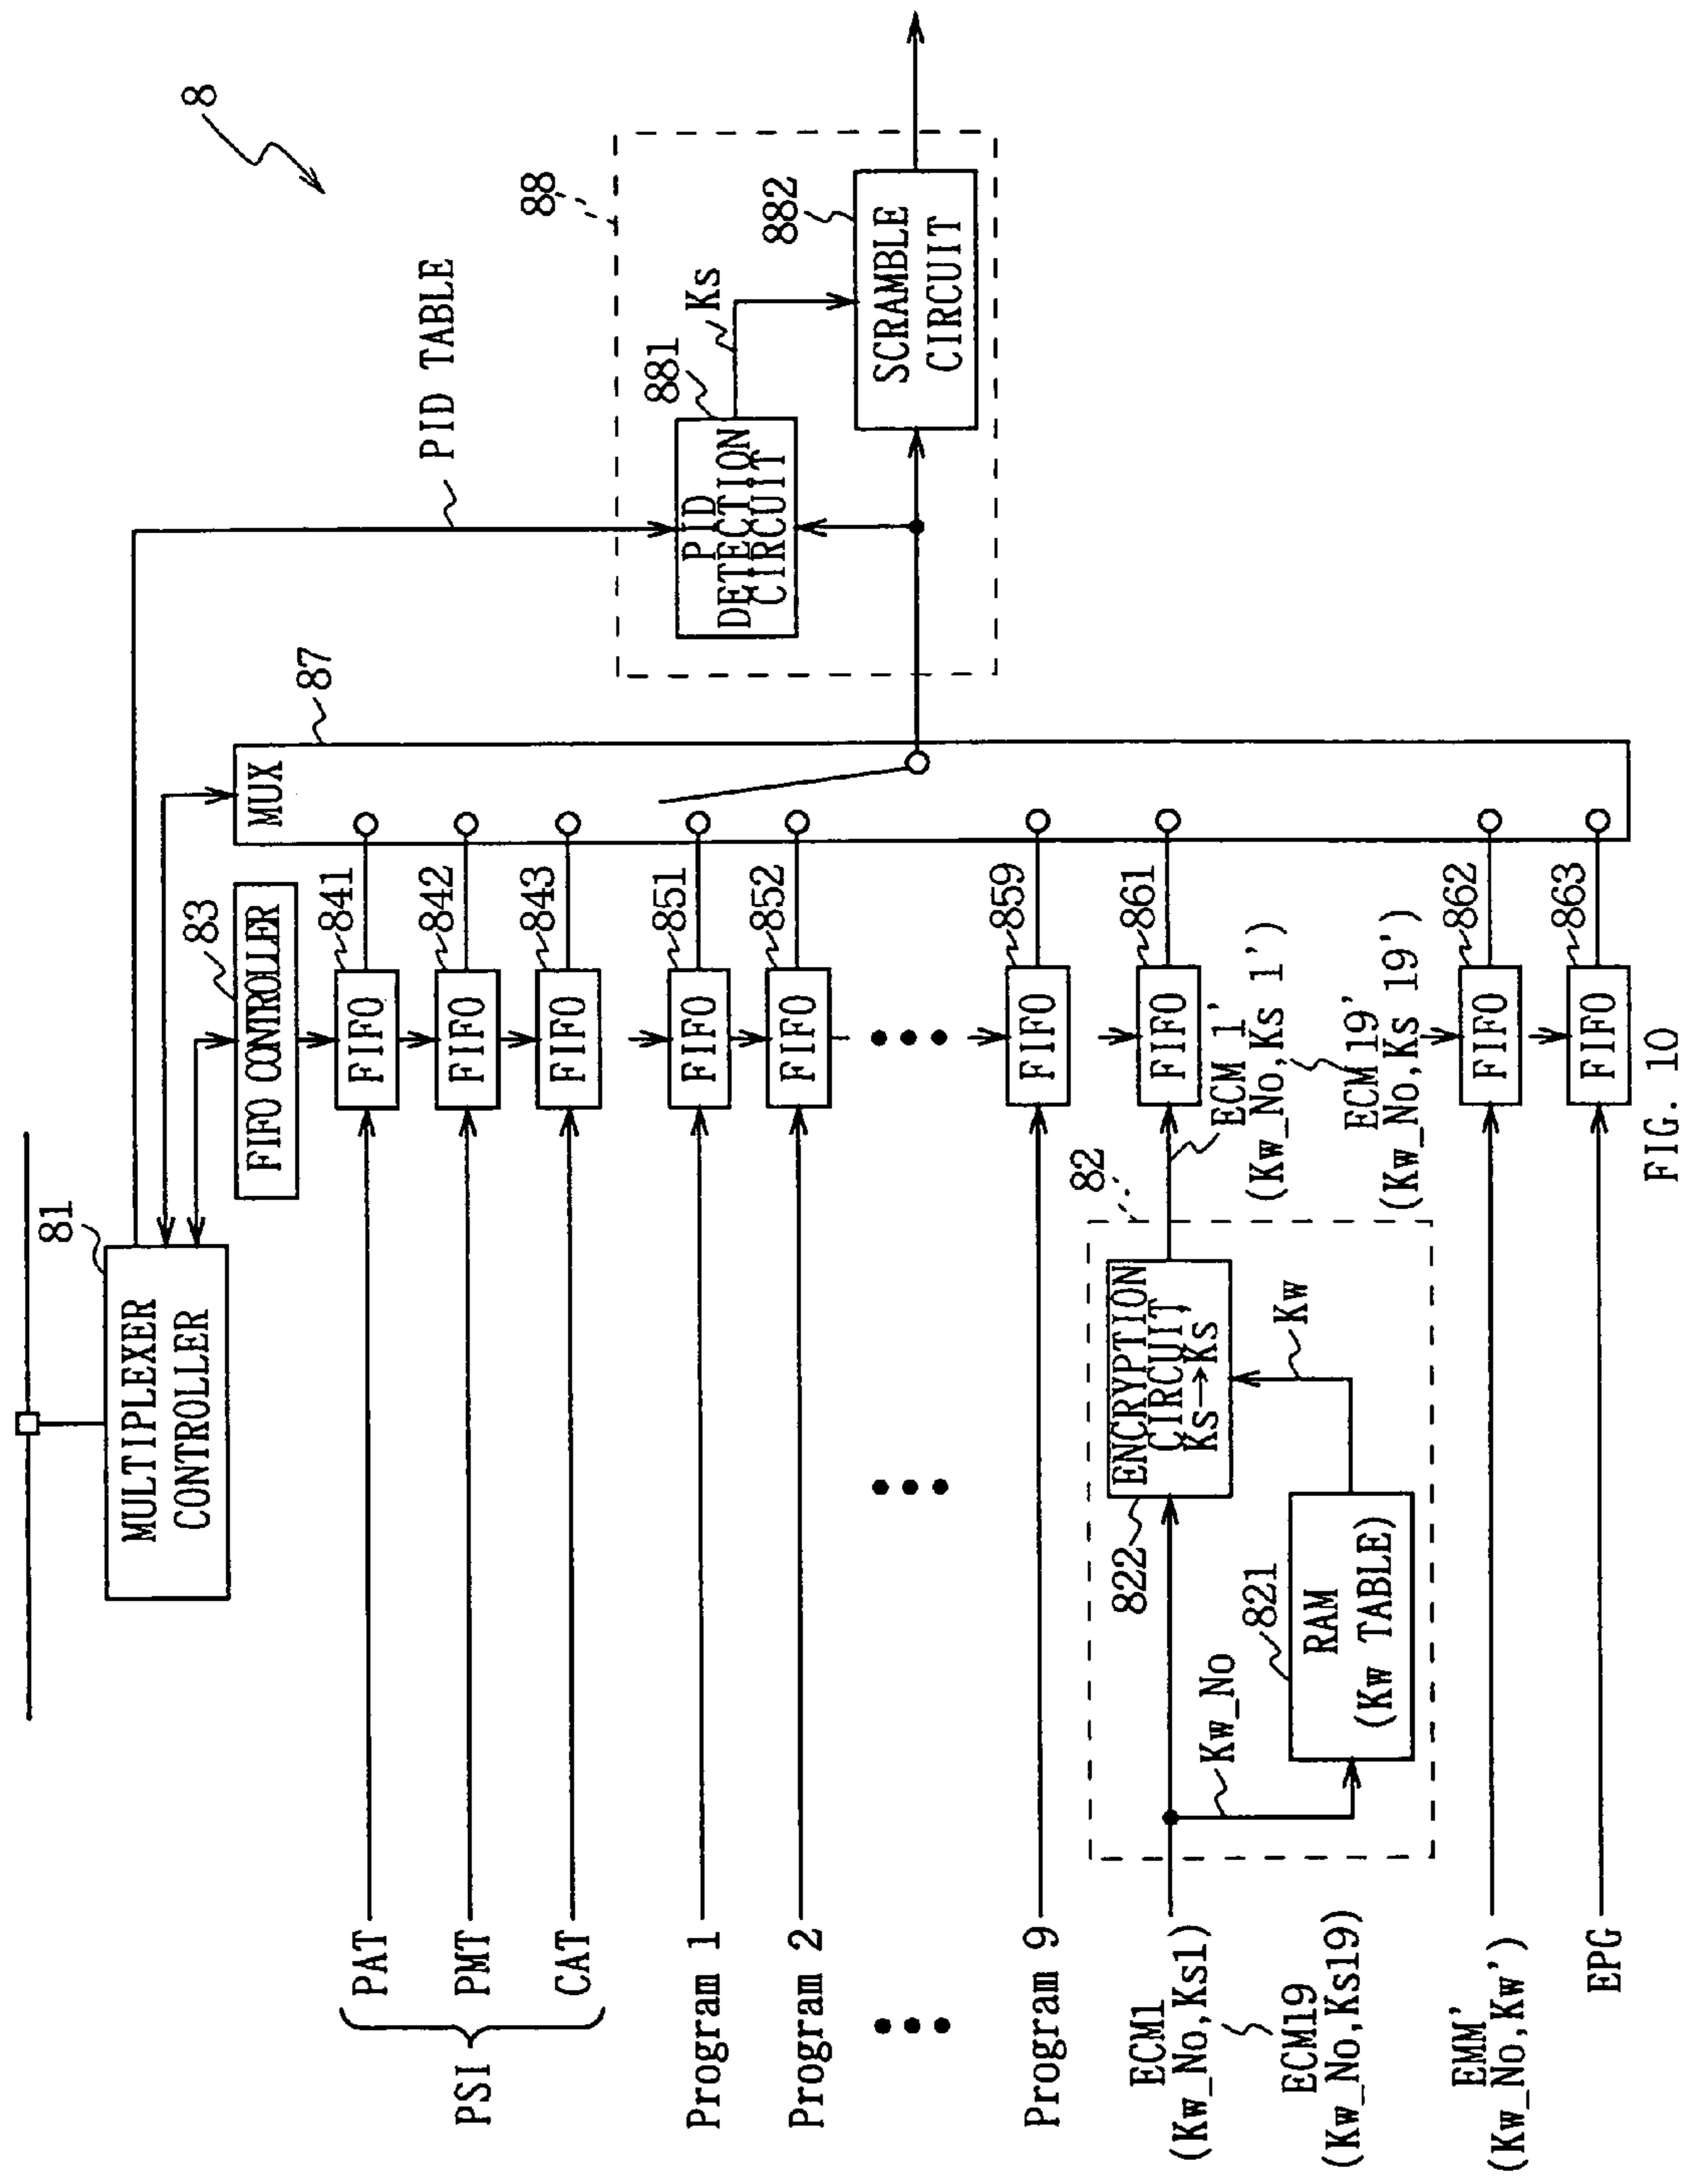 8
81
MULTIPLEXER
CONTROLLER
PID TABLE
83
FIFO CONTROLLER
87
MUX
88
881
PID
DETECTION
CIRCUIT
Ks
882
SCRAMBLE
CIRCUIT
PSI
PAT
FIFO
841
PMT
FIFO
842
CAT
FIFO
843
Program 1
FIFO
851
Program 2
FIFO
852
Program 9
FIFO
859
ECM1
(Kw_No,Ks1)
ECM19
(Kw_No,Ks19)
82
Kw_No
821
RAM
(Kw TABLE)
Kw
822
ENCRYPTION
CIRCUIT
Ks→Ks'
ECM 1'
(Kw_No,Ks 1')
ECM 19'
(Kw_No,Ks 19")
FIFO
861
EMM'
(Kw_No,Kw')
FIFO
862
EPG
FIFO
863
FIG. 10